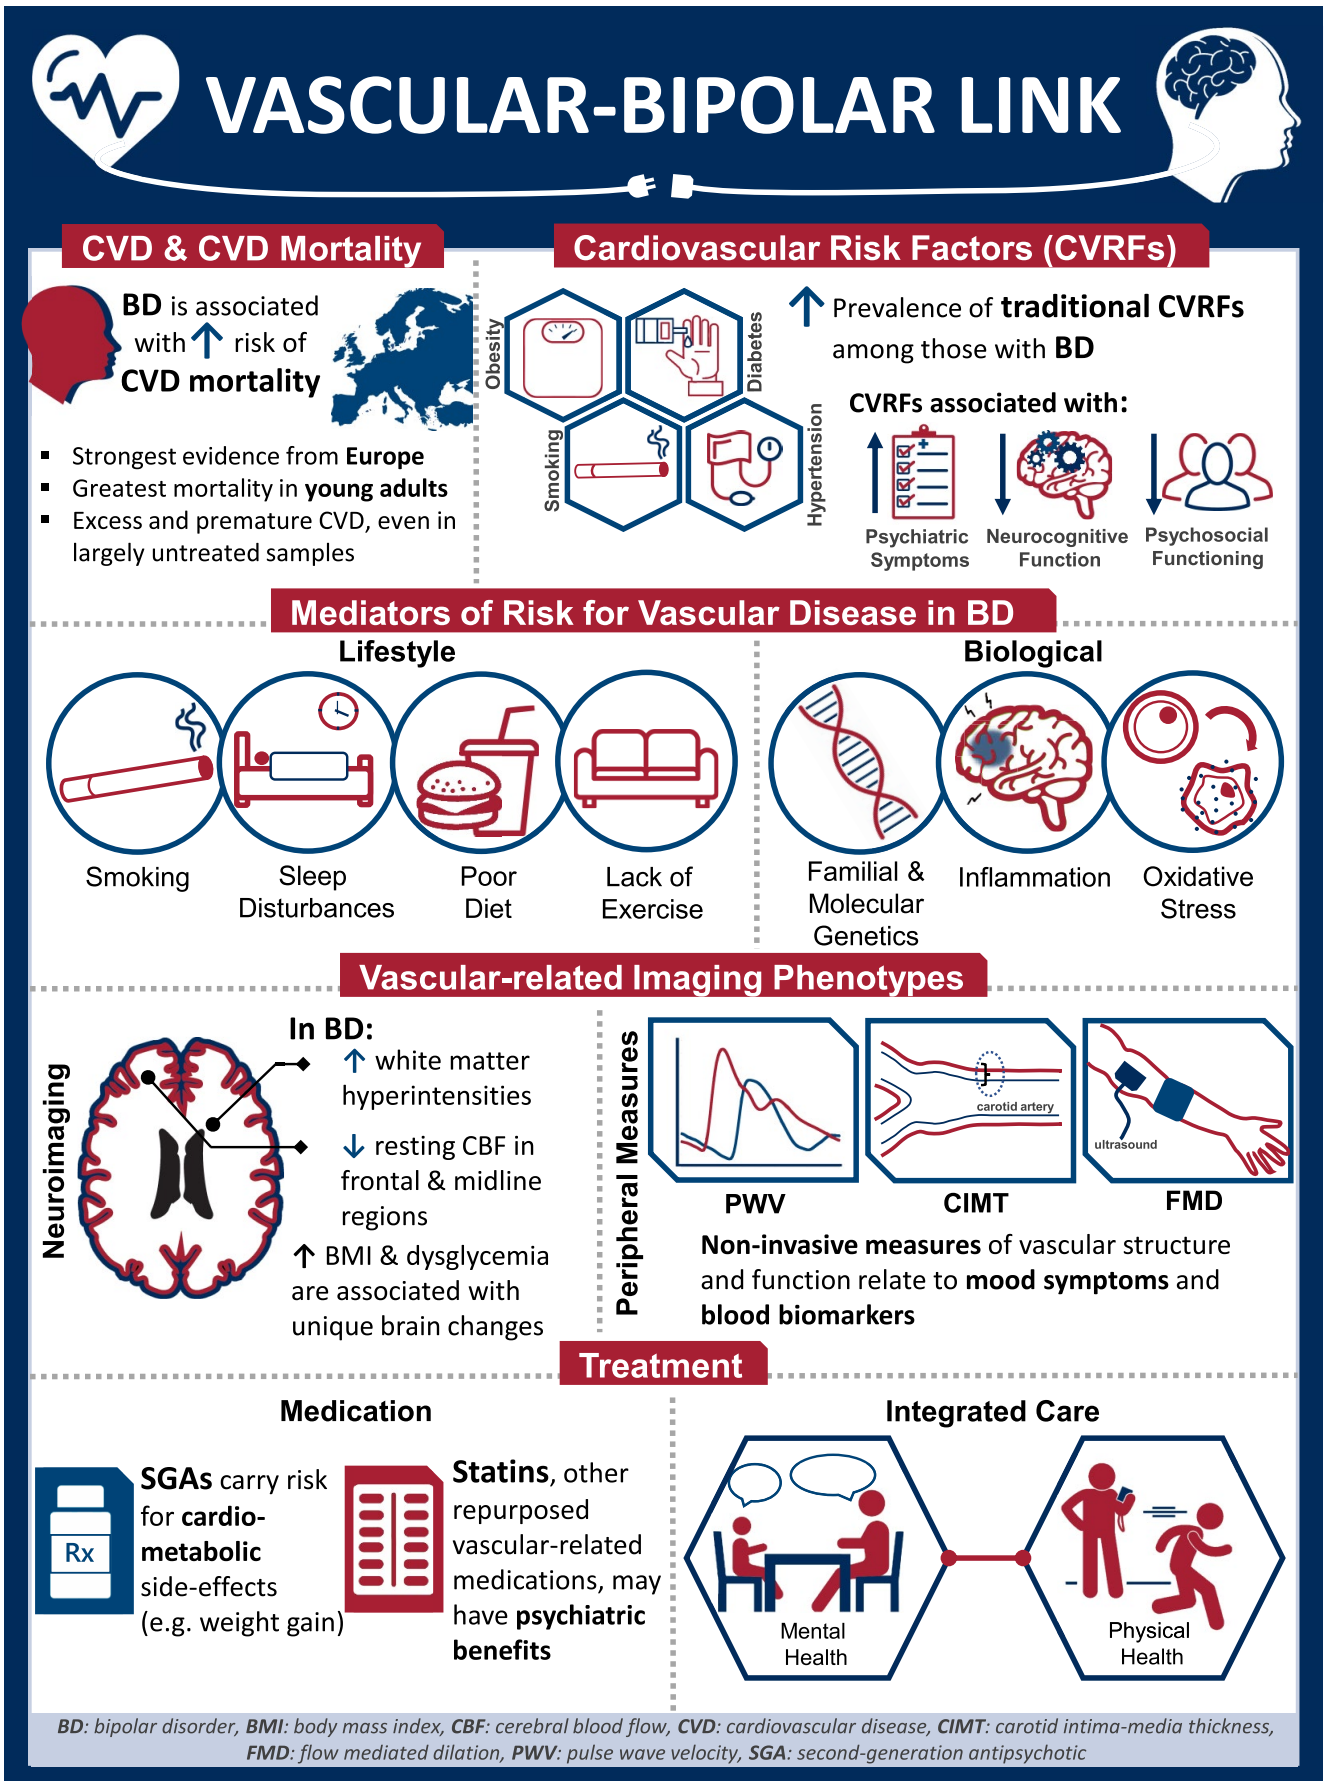 VASCULAR-BIPOLAR LINK
CVD & CVD Mortality
BD is associated
with ↑ risk of
CVD mortality
▪ Strongest evidence from Europe
▪ Greatest mortality in young adults
▪ Excess and premature CVD, even in
largely untreated samples
Cardiovascular Risk Factors (CVRFs)
Obesity
Diabetes
Smoking
Hypertension
↑ Prevalence of traditional CVRFs
among those with BD
CVRFs associated with:
Psychiatric
Symptoms
Neurocognitive
Function
Psychosocial
Functioning
Mediators of Risk for Vascular Disease in BD
Lifestyle
Smoking
Sleep
Disturbances
Poor
Diet
Lack of
Exercise
Biological
Familial &
Molecular
Genetics
Inflammation
Oxidative
Stress
Vascular-related Imaging Phenotypes
Neuroimaging
In BD:
↑ white matter
hyperintensities
↓ resting CBF in
frontal & midline
regions
↑ BMI & dysglycemia
are associated with
unique brain changes
Peripheral Measures
PWV
carotid artery
CIMT
ultrasound
FMD
Non-invasive measures of vascular structure
and function relate to mood symptoms and
blood biomarkers
Treatment
Medication
Rx
SGAs carry risk
for cardio-
metabolic
side-effects
(e.g. weight gain)
Statins, other
repurposed
vascular-related
medications, may
have psychiatric
benefits
Integrated Care
Mental
Health
Physical
Health
BD: bipolar disorder, BMI: body mass index, CBF: cerebral blood flow, CVD: cardiovascular disease, CIMT: carotid intima-media thickness,
FMD: flow mediated dilation, PWV: pulse wave velocity, SGA: second-generation antipsychotic